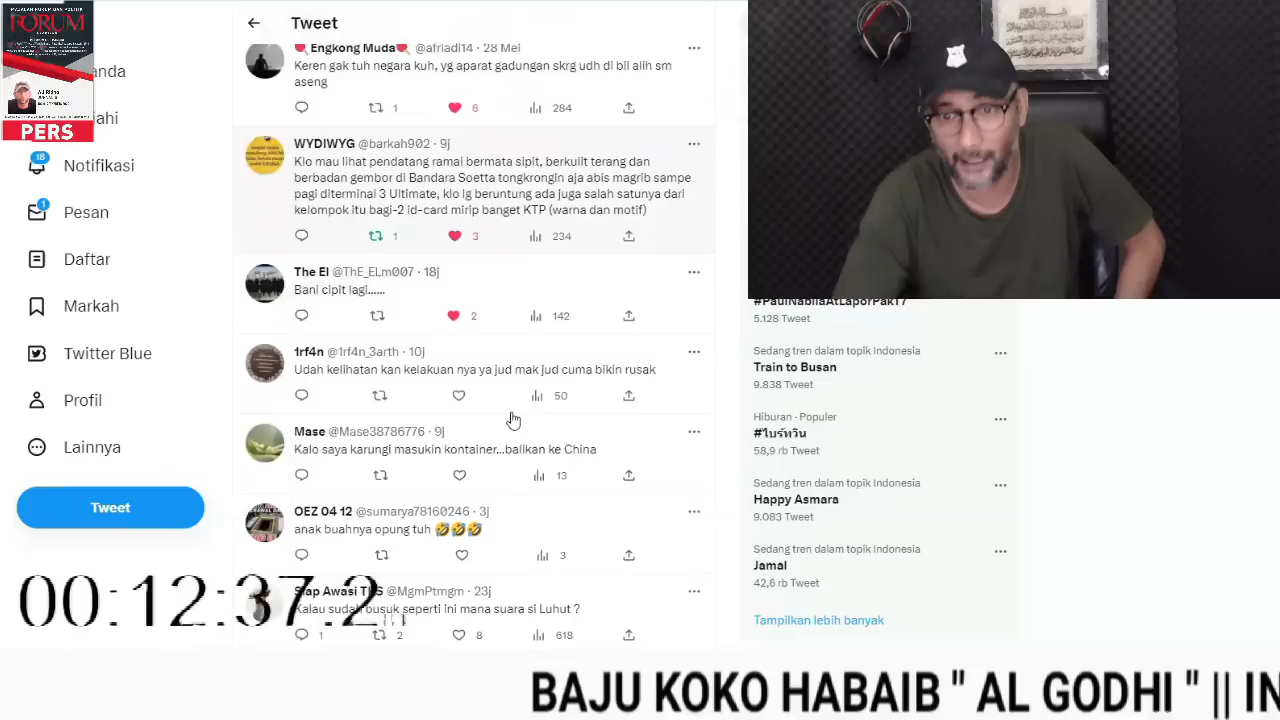 FORUM
PERS
anda
ahi
18
Notifikasi
1
Pesan
Daftar
Markah
Twitter Blue
Profil
Lainnya
Tweet
00:12:37.2
Tweet
Engkong Muda @afriadi14 · 28 Mei
Keren gak tuh negara kuh, yg aparat gadungan skrg udh di bil alih sm
aseng
1 6 284
WYDIWYG @barkah902 · 9j
Klo mau lihat pendatang ramai bermata sipit, berkulit terang dan
berbadan gembor di Bandara Soetta tongkrongin aja abis magrib sampe
pagi diterminal 3 Ultimate, klo lg beruntung ada juga salah satunya dari
kelompok itu bagi-2 id-card mirip banget KTP (warna dan motif)
1 3 234
The El @ThE_ELm007 · 18j
Bani cipit lagi......
2 142
1rf4n @1rf4n_3arth · 10j
Udah kelihatan kan kelakuan nya ya jud mak jud cuma bikin rusak
50
Mase @Mase38786776 · 9j
Kalo saya karungi masukin kontainer...balikan ke China
13
OEZ 04 12 @sumarya78160246 · 3j
anak buahnya opung tuh 🤣🤣🤣
3
Siap Awasi @MgmPtmgm · 23j
Kalau sudah busuk seperti ini mana suara si Luhut ?
1 2 8 618
#PaulNabilaAtLaporPakT7
5.128 Tweet
Sedang tren dalam topik Indonesia
Train to Busan
9.838 Tweet
Hiburan · Populer
#ไบร์ทวิน
58,9 rb Tweet
Sedang tren dalam topik Indonesia
Happy Asmara
9.083 Tweet
Sedang tren dalam topik Indonesia
Jamal
42,6 rb Tweet
Tampilkan lebih banyak
BAJU KOKO HABAIB " AL GODHI " || IN